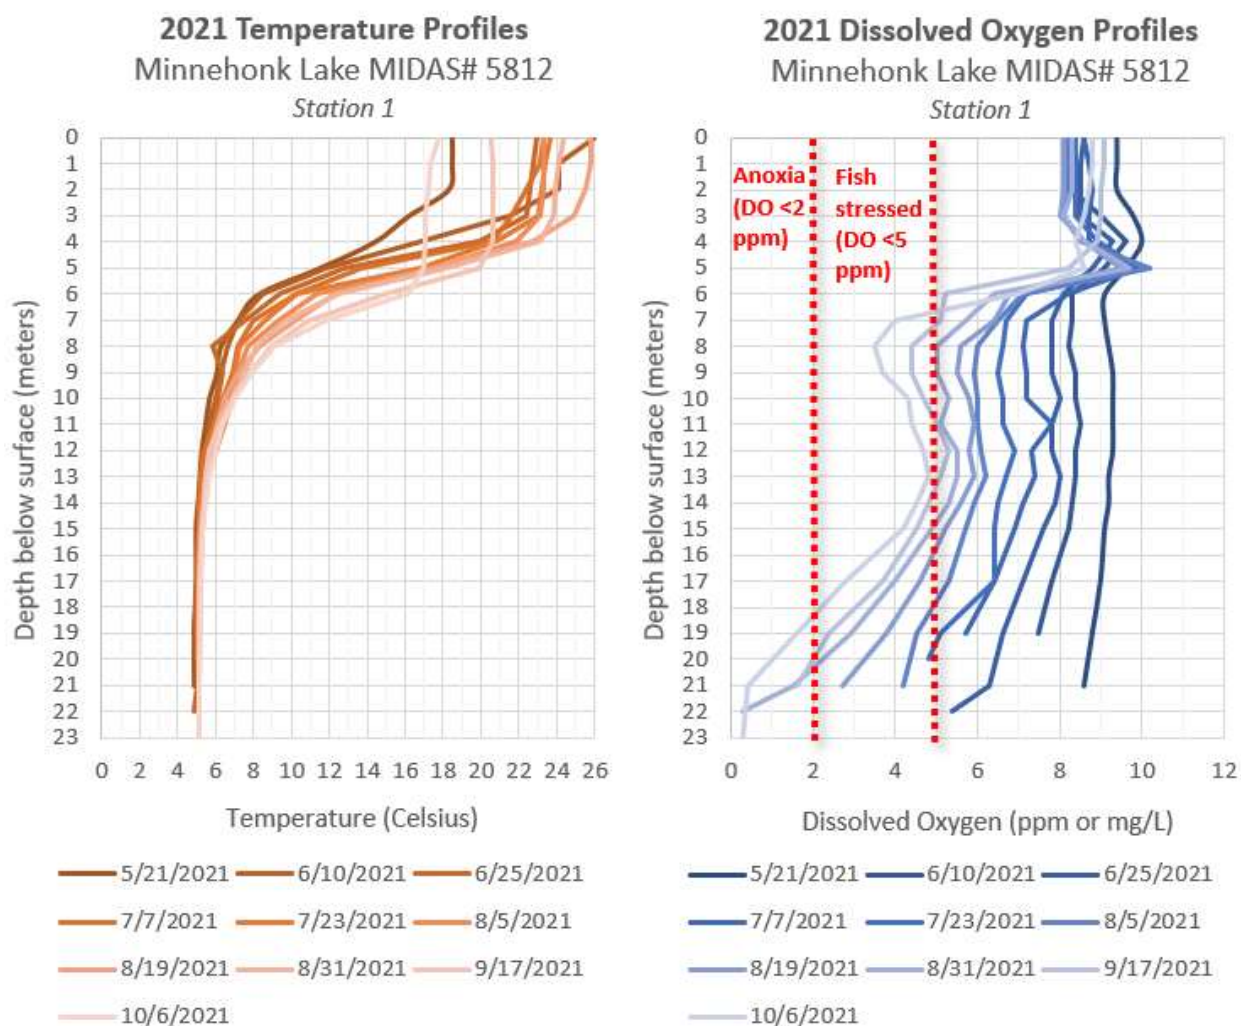 2021 Temperature Profiles
Minnehonk Lake MIDAS# 5812
Station 1
0
1
2
3
4
5
6
7
8
9
10
11
12
13
14
15
16
17
18
19
20
21
22
23
Depth below surface (meters)
0 2 4 6 8 10 12 14 16 18 20 22 24 26
Temperature (Celsius)
5/21/2021 6/10/2021 6/25/2021
7/7/2021 7/23/2021 8/5/2021
8/19/2021 8/31/2021 9/17/2021
10/6/2021
2021 Dissolved Oxygen Profiles
Minnehonk Lake MIDAS# 5812
Station 1
0
1
2
3
4
5
6
7
8
9
10
11
12
13
14
15
16
17
18
19
20
21
22
23
Depth below surface (meters)
Anoxia
(DO <2
ppm)
Fish
stressed
(DO <5
ppm)
0 2 4 6 8 10 12
Dissolved Oxygen (ppm or mg/L)
5/21/2021 6/10/2021 6/25/2021
7/7/2021 7/23/2021 8/5/2021
8/19/2021 8/31/2021 9/17/2021
10/6/2021